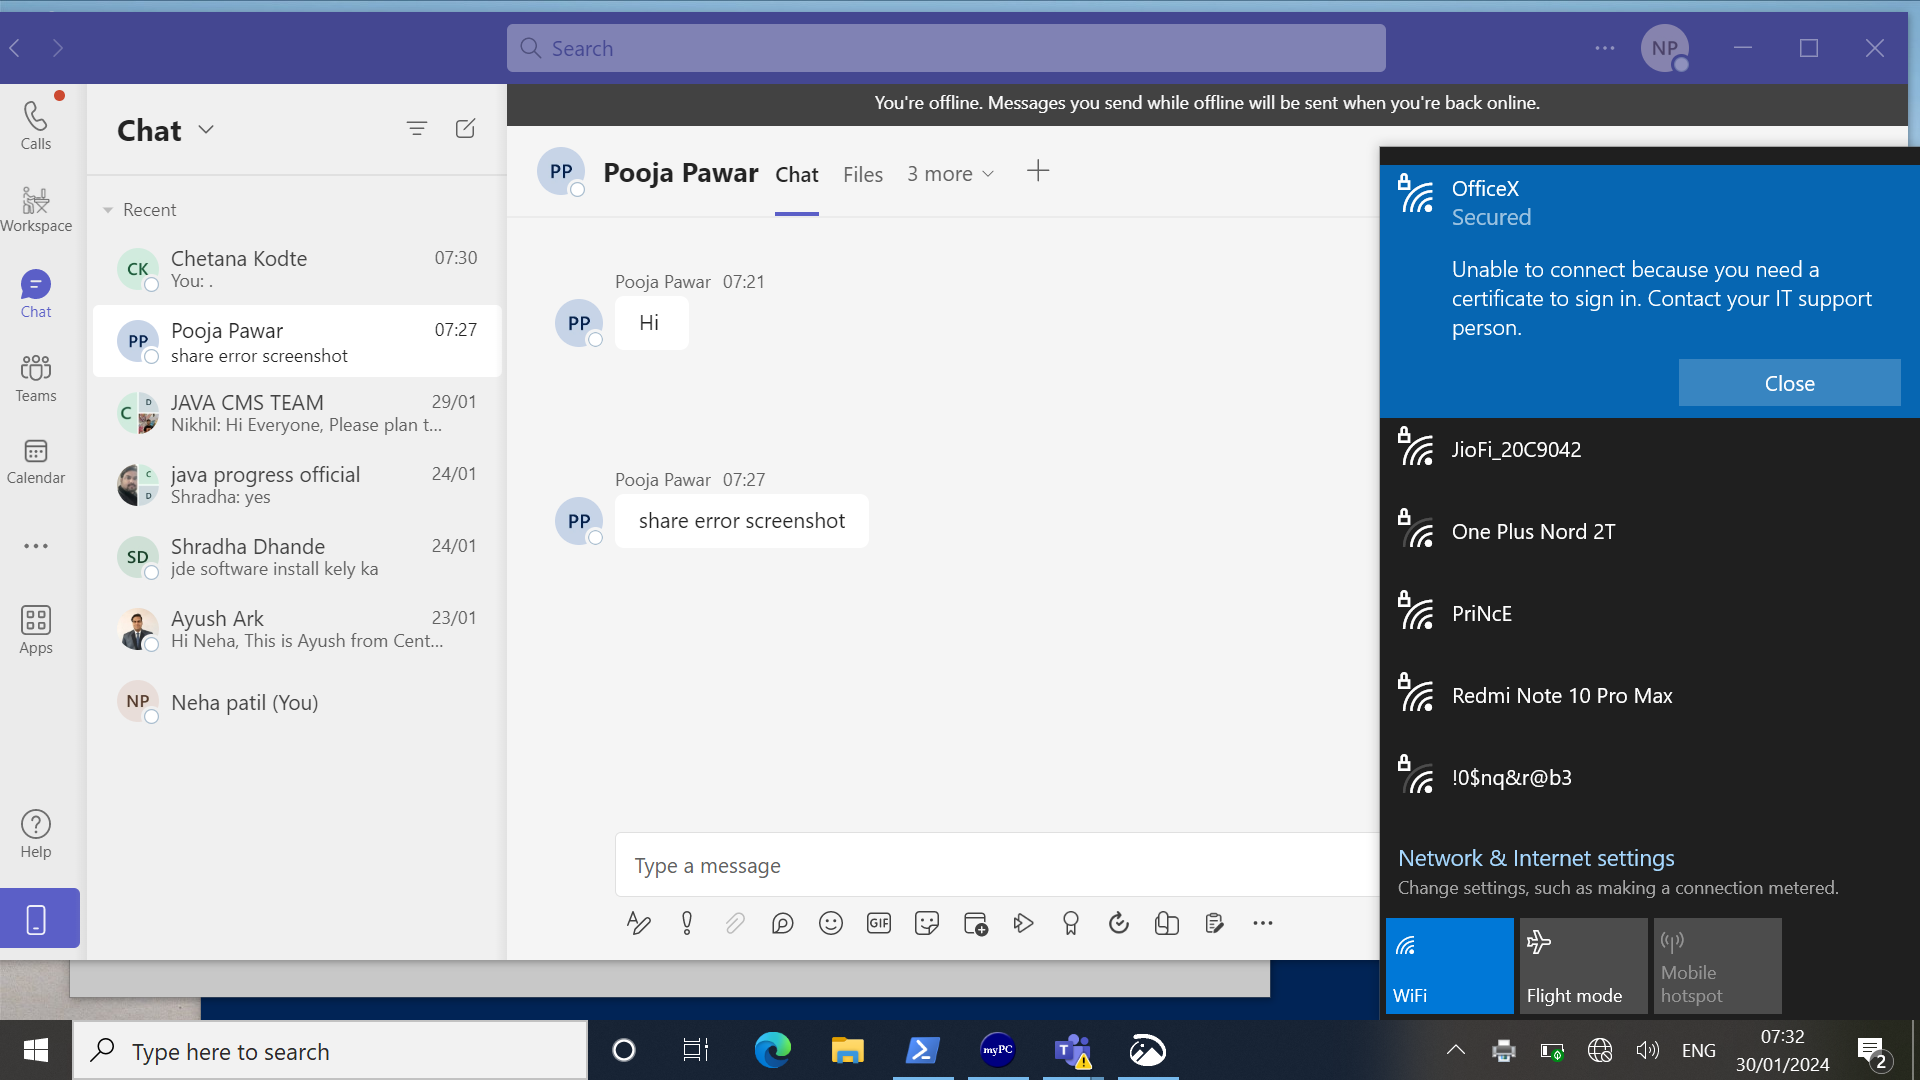 Search
NP
You're offline. Messages you send while offline will be sent when you're back online.
Calls
Workspace
Chat
Teams
Calendar
Apps
Help
Chat
Recent
CK
Chetana Kodte
07:30
You: .
PP
Pooja Pawar
07:27
share error screenshot
C
D
JAVA CMS TEAM
29/01
Nikhil: Hi Everyone, Please plan t...
C
D
java progress official
24/01
Shradha: yes
SD
Shradha Dhande
24/01
jde software install kely ka
Ayush Ark
23/01
Hi Neha, This is Ayush from Cent...
NP
Neha patil (You)
PP
Pooja Pawar
Chat
Files
3 more
Pooja Pawar 07:21
PP
Hi
Pooja Pawar 07:27
PP
share error screenshot
Type a message
GIF
OfficeX
Secured
Unable to connect because you need a
certificate to sign in. Contact your IT support
person.
Close
JioFi_20C9042
One Plus Nord 2T
PriNcE
Redmi Note 10 Pro Max
!0$nq&r@b3
Network & Internet settings
Change settings, such as making a connection metered.
WiFi
Flight mode
Mobile
hotspot
Type here to search
myPC
T
ENG
07:32
30/01/2024
2